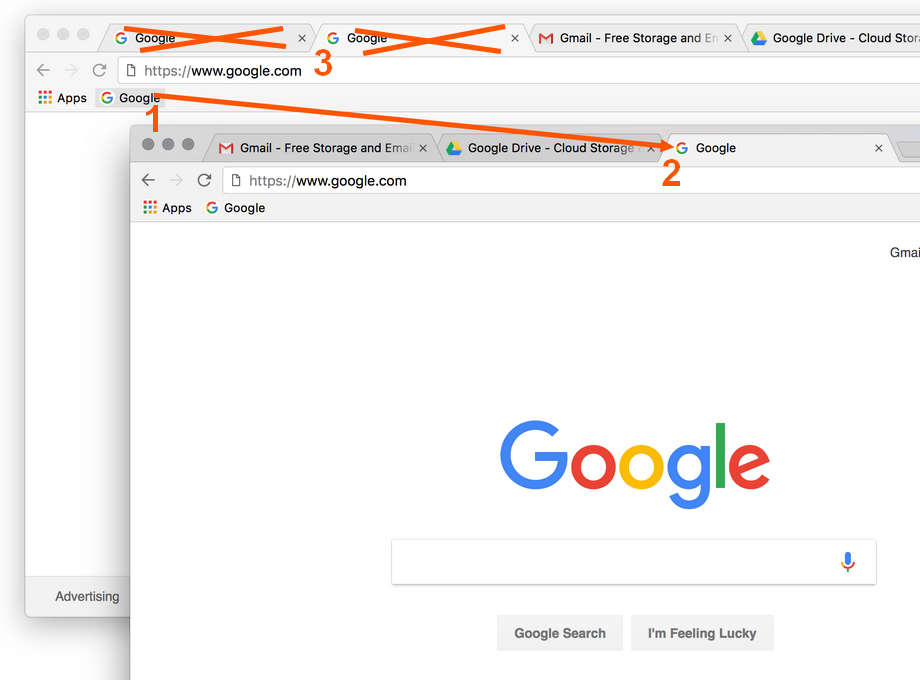 Google
Google
Gmail - Free Storage and Em
Google Drive - Cloud Stor
3
https://www.google.com
Apps
Google
1
Gmail - Free Storage and Emai
Google Drive - Cloud Storage
Google
2
https://www.google.com
Apps
Google
Gmai
Google
Advertising
Google Search
I'm Feeling Lucky